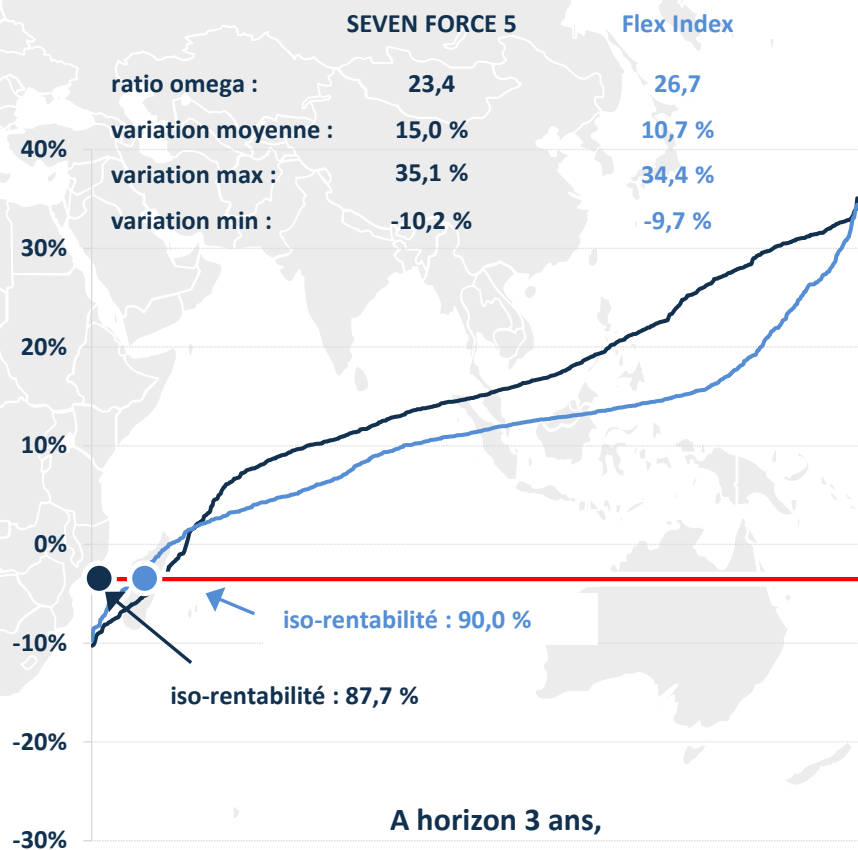 SEVEN FORCE 5 Flex Index
ratio omega : 23,4 26,7
variation moyenne : 15,0 % 10,7 %
40%
variation max : 35,1 % 34,4 %
variation min : -10,2 % -9,7 %
30%
20%
10%
0%
iso-rentabilité : 90,0 %
-10%
iso-rentabilité : 87,7 %
-20%
A horizon 3 ans,
-30%